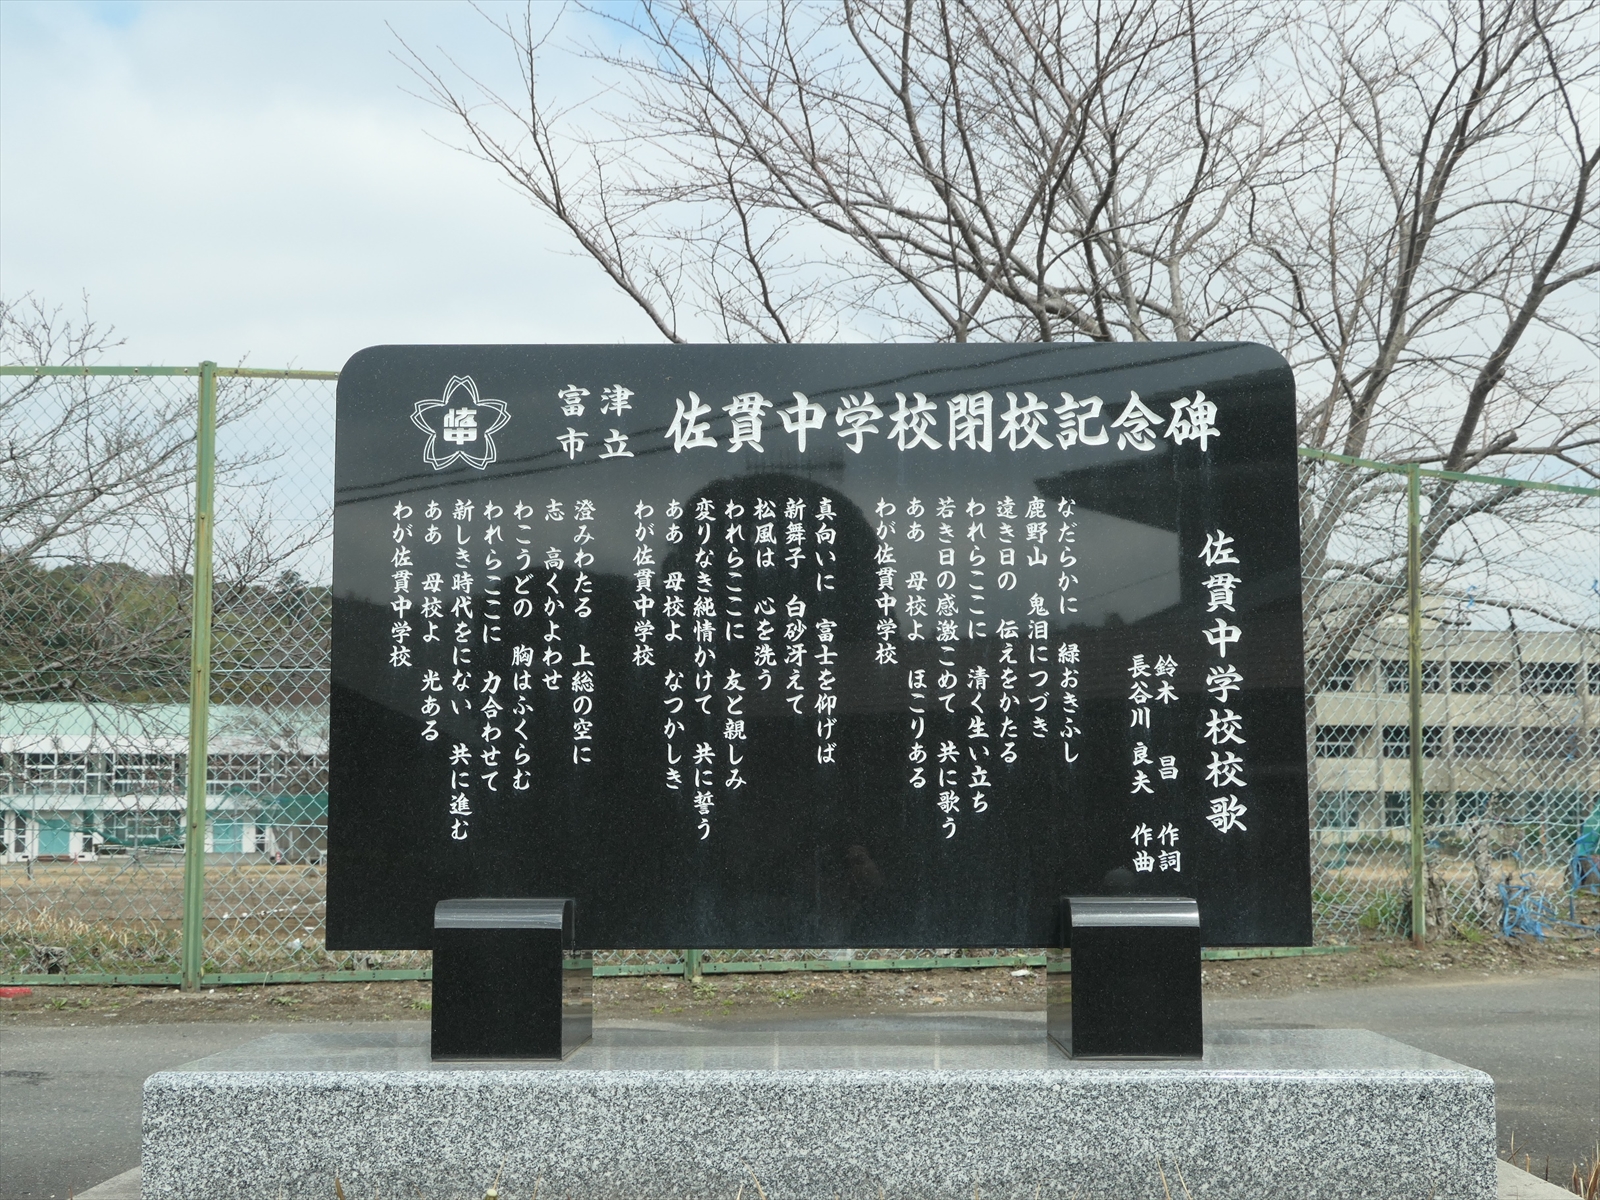 富津市立 佐貫中学校閉校記念碑
佐貫中学校校歌
鈴木 昌 作詞
長谷川 良夫 作曲
なだらかに 緑おきふし
鹿野山 鬼泪につづき
遠き日の 伝えをかたる
われらここに 清く生い立ち
若き日の感激こめて 共に歌う
ああ 母校よ ほこりある
わが佐貫中学校
真向いに 富士を仰げば
新舞子 白砂冴えて
松風は 心を洗う
われらここに 友と親しみ
変りなき純情かけて 共に誓う
ああ 母校よ なつかしき
わが佐貫中学校
澄みわたる 上総の空に
志 高くかよわせ
わこうどの 胸はふくらむ
われらここに 力合わせて
新しき時代をにない 共に進む
ああ 母校よ 光ある
わが佐貫中学校